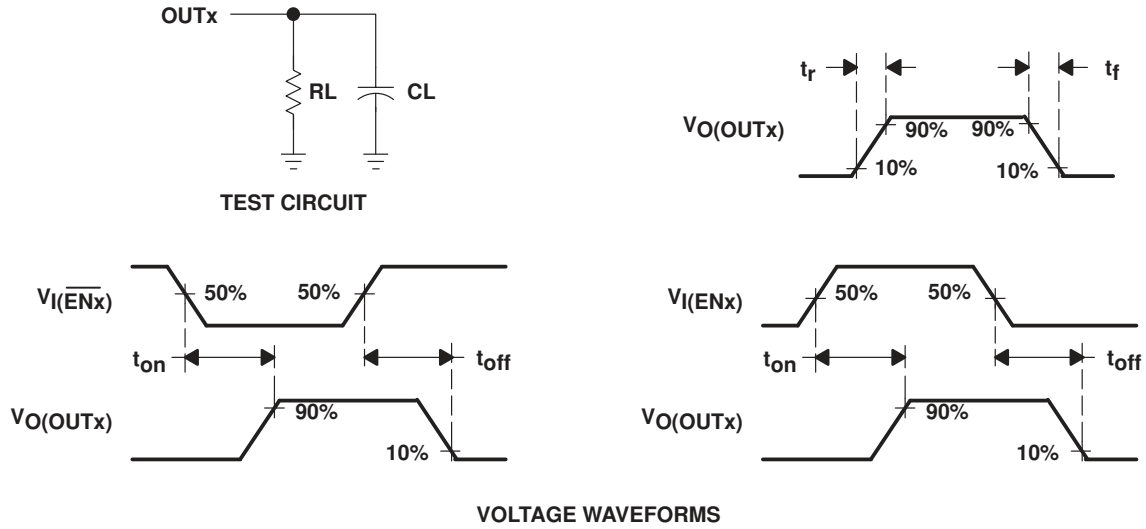 OUTx
RL
CL
TEST CIRCUIT
tr
tf
VO(OUTx)
90%
90%
10%
10%
VI(E̅N̅x̅)
50%
50%
ton
toff
VO(OUTx)
90%
10%
VI(ENx)
50%
50%
ton
toff
VO(OUTx)
90%
10%
VOLTAGE WAVEFORMS